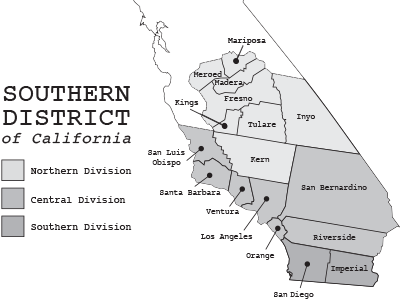 Mariposa
Merced
Madera
SOUTHERN
DISTRICT
of California
Fresno
Kings
Inyo
Tulare
Northern Division
San Luis
Obispo
Kern
Central Division
Santa Barbara
San Bernardino
Ventura
Southern Division
Los Angeles
Riverside
Orange
Imperial
San Diego